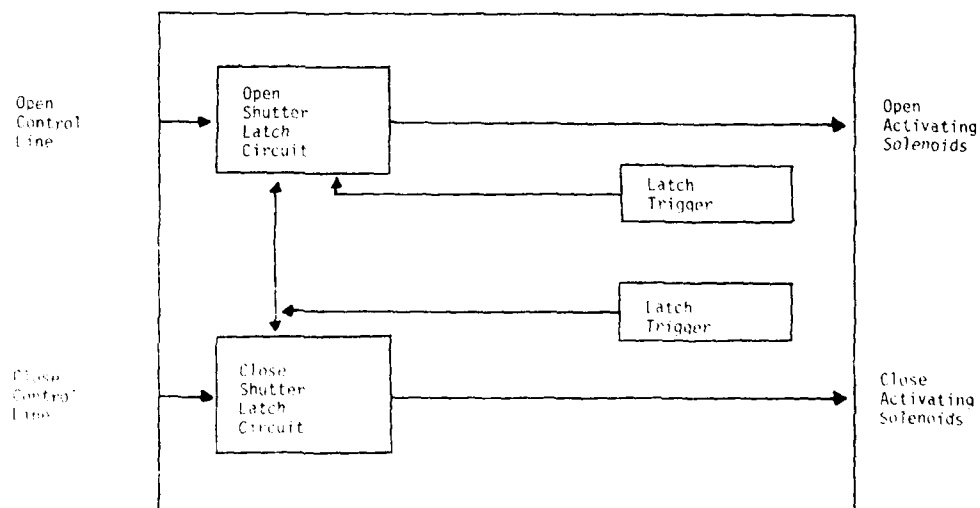 Open
Control
Line
Open
Shutter
Latch
Circuit
Open
Activating
Solenoids
Latch
Trigger
Latch
Trigger
Close
Control
Line
Close
Shutter
Latch
Circuit
Close
Activating
Solenoids